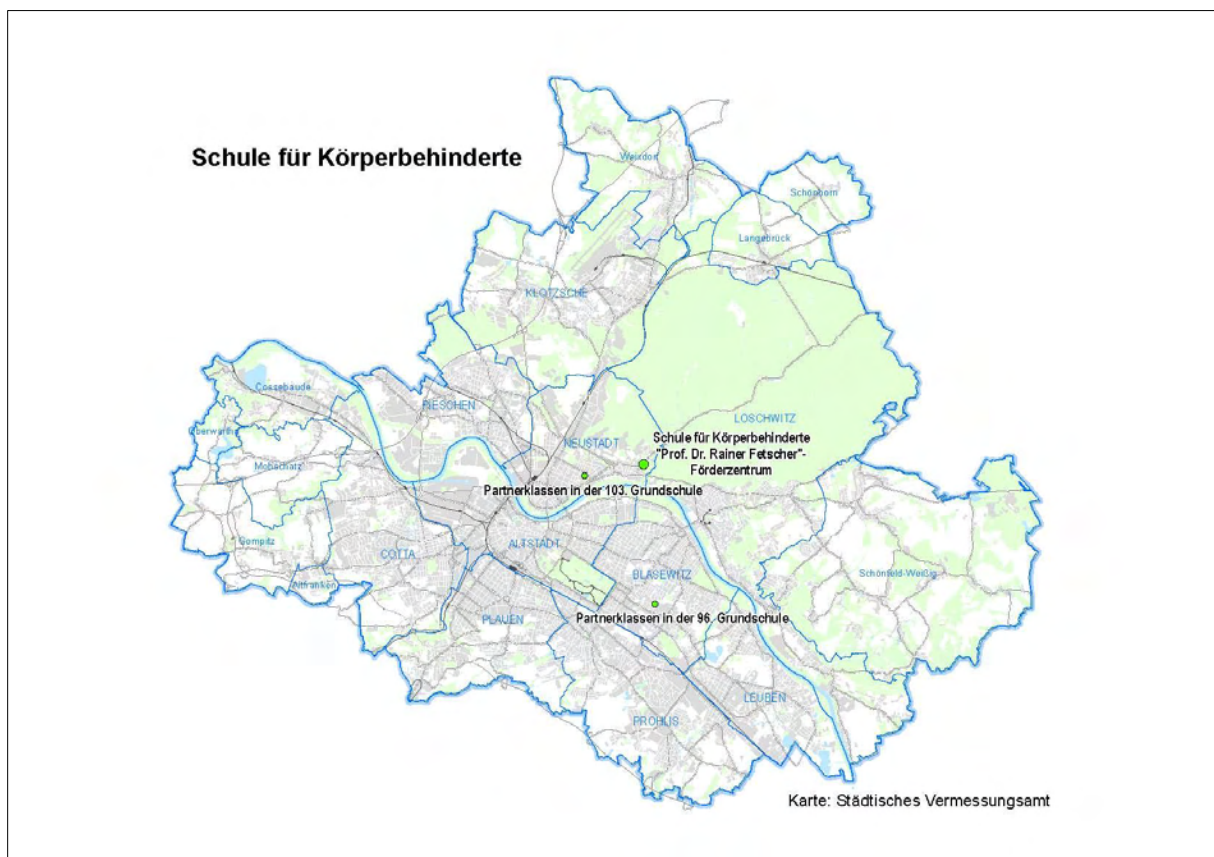 Schule für Körperbehinderte
Weixdorf
Schönborn
Langebrück
KLOTZSCHE
Cossebaude
PIESCHEN
LOSCHWITZ
Oberwartha
NEUSTADT
Schule für Körperbehinderte
"Prof. Dr. Rainer Fetscher"-
Förderzentrum
Mobschatz
Partnerklassen in der 103. Grundschule
Gompitz
ALTSTADT
COTTA
BLASEWITZ
Schönfeld-Weißig
Altfranken
Partnerklassen in der 96. Grundschule
PLAUEN
LEUBEN
PROHLIS
Karte: Städtisches Vermessungsamt